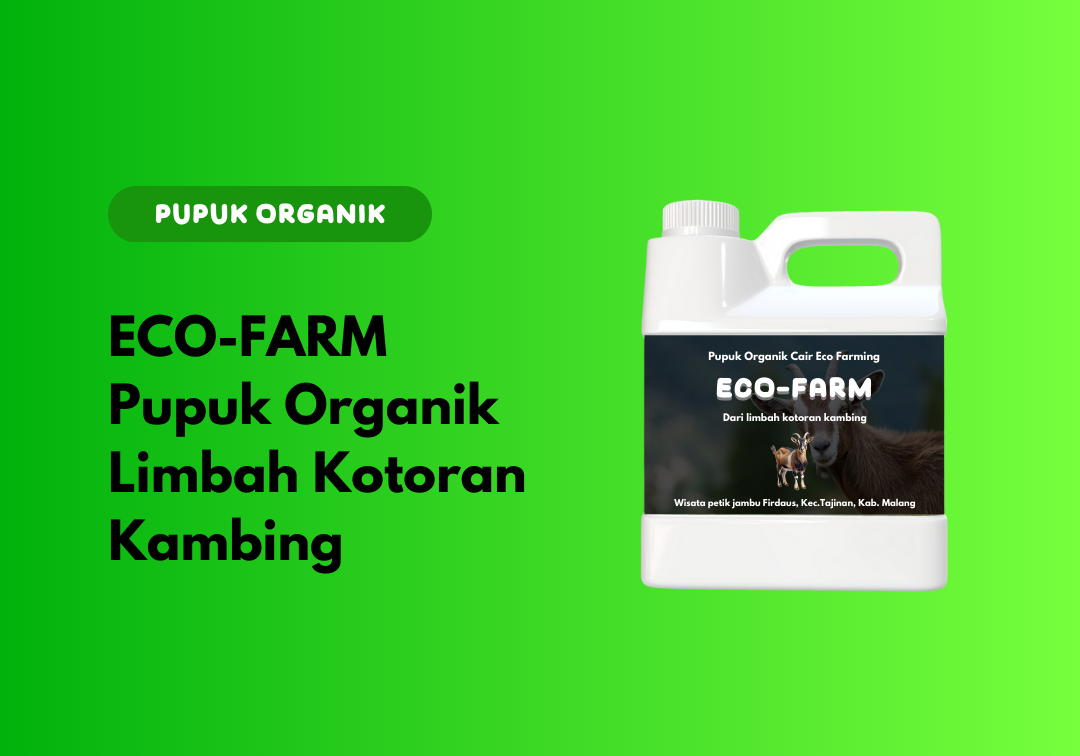 PUPUK ORGANIK
ECO-FARM
Pupuk Organik
Limbah Kotoran
Kambing
Pupuk Organik Cair Eco Farming
ECO-FARM
Dari limbah kotoran kambing
Wisata petik jambu Firdaus, Kec.Tajinan, Kab. Malang